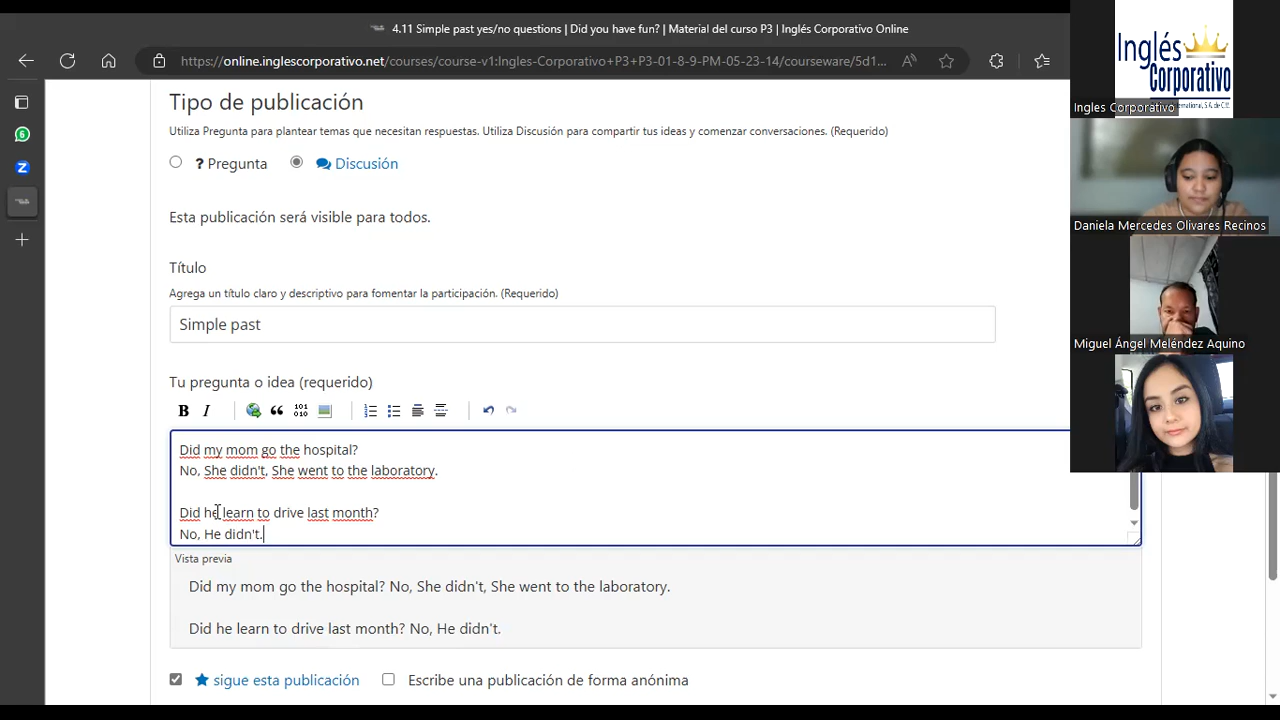 4.11 Simple past yes/no questions | Did you have fun? | Material del curso P3 | Inglés Corporativo Online
https://online.inglescorporativo.net/courses/course-v1:Ingles-Corporativo+P3+P3-01-8-9-PM-05-23-14/courseware/5d1...
Tipo de publicación
Utiliza Pregunta para plantear temas que necesitan respuestas. Utiliza Discusión para compartir tus ideas y comenzar conversaciones. (Requerido)
? Pregunta
Discusión
Esta publicación será visible para todos.
Título
Agrega un título claro y descriptivo para fomentar la participación. (Requerido)
Simple past
Tu pregunta o idea (requerido)
B I
Did my mom go the hospital?
No, She didn't, She went to the laboratory.
Did he learn to drive last month?
No, He didn't.
Vista previa
Did my mom go the hospital? No, She didn't, She went to the laboratory.
Did he learn to drive last month? No, He didn't.
sigue esta publicación
Escribe una publicación de forma anónima
Inglés
Corporativo
Ingles Corporativo
Daniela Mercedes Olivares Recinos
Miguel Ángel Meléndez Aquino